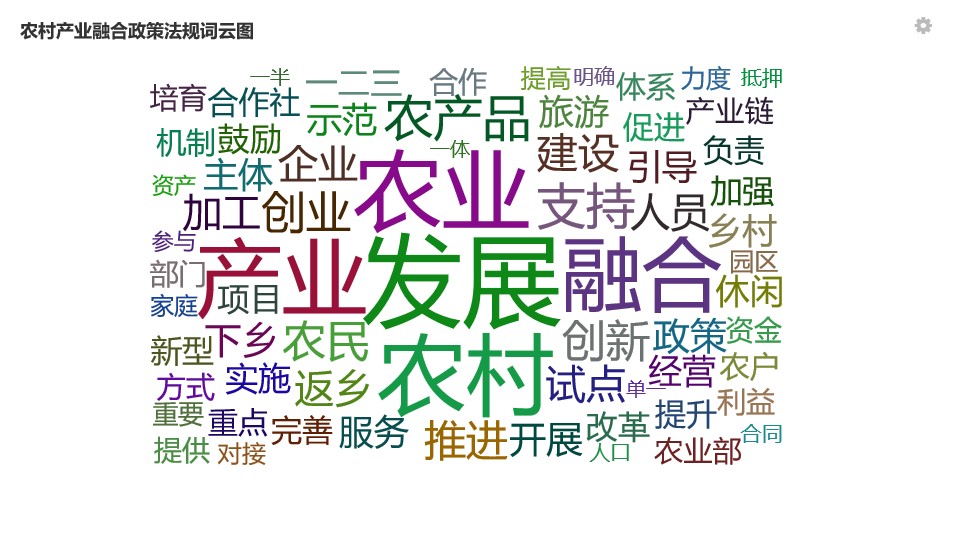 农村产业融合政策法规词云图
一半
一二三
合作
提高
明确
体系
力度
抵押
培育
合作社
示范
农产品
旅游
产业链
机制
鼓励
企业
一体
建设
促进
负责
资产
主体
农业
引导
加工
创业
支持
人员
加强
参与
产业
发展
融合
乡村
部门
项目
园区
家庭
休闲
新型
下乡
农民
农村
创新
政策
资金
方式
实施
返乡
试点
单一
经营
农户
重要
重点
完善
服务
推进
开展
改革
提升
利益
提供
对接
人口
农业部
合同